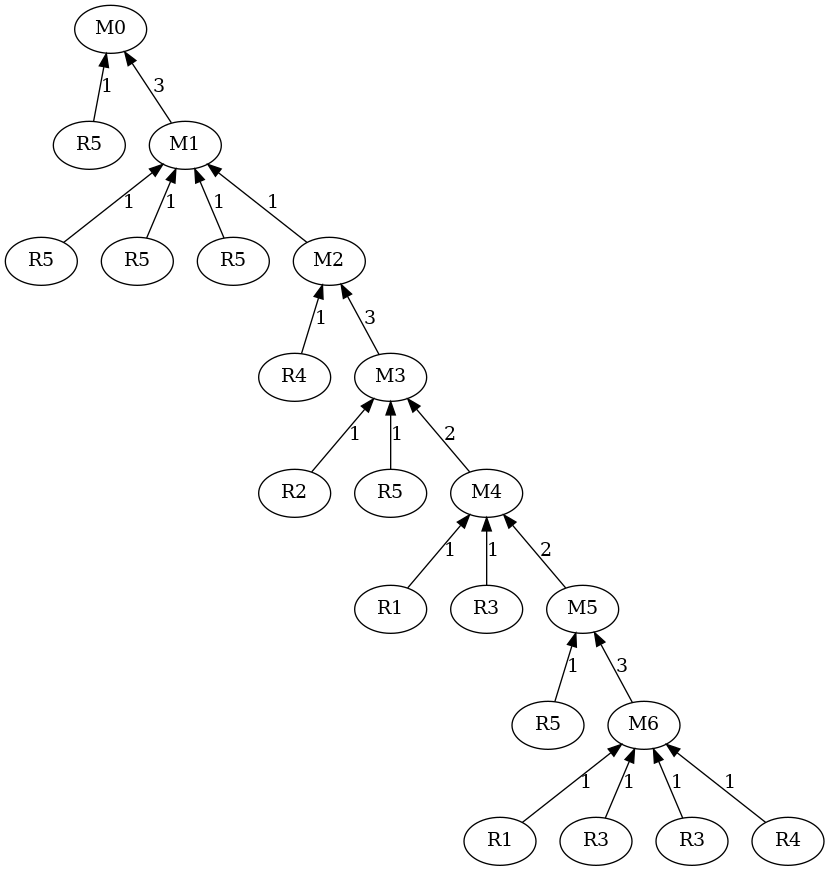 M0
1 3
R5 M1
1 1 1 1
R5 R5 R5 M2
1 3
R4 M3
1 1 2
R2 R5 M4
1 1 2
R1 R3 M5
1 3
R5 M6
1 1 1 1
R1 R3 R3 R4